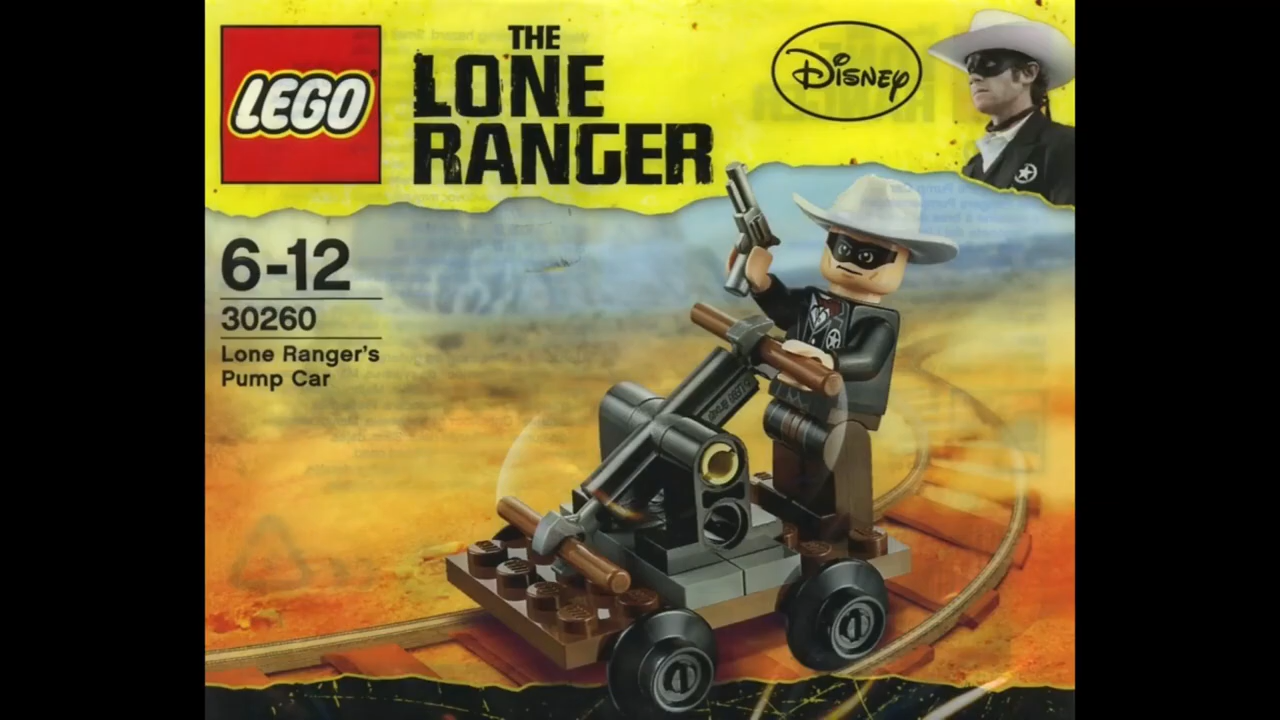 LEGO
THE
LONE
RANGER
Disney
6-12
30260
Lone Ranger's
Pump Car